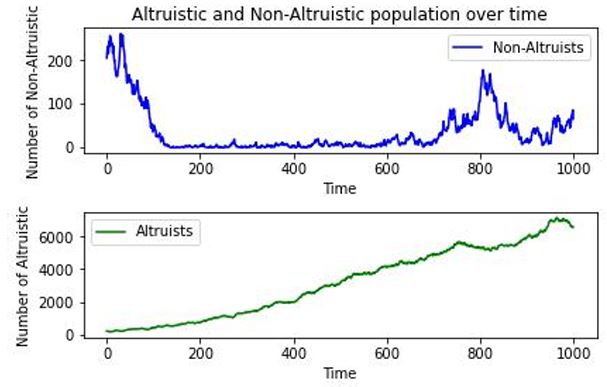 Altruistic and Non-Altruistic population over time
Number of Non-Altruistic
200
100
0
Non-Altruists
0 200 400 600 800 1000
Time
Number of Altruistic
6000
4000
2000
0
Altruists
0 200 400 600 800 1000
Time